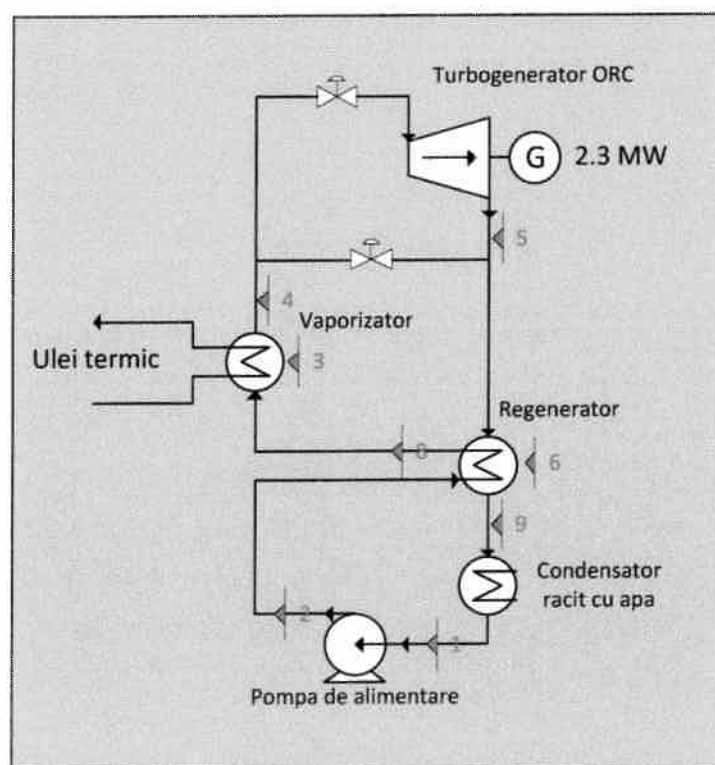 Turbogenerator ORC
G
2.3 MW
5
4
Vaporizator
Ulei termic
3
Regenerator
8
6
9
Condensator
racit cu apa
2
1
Pompa de alimentare